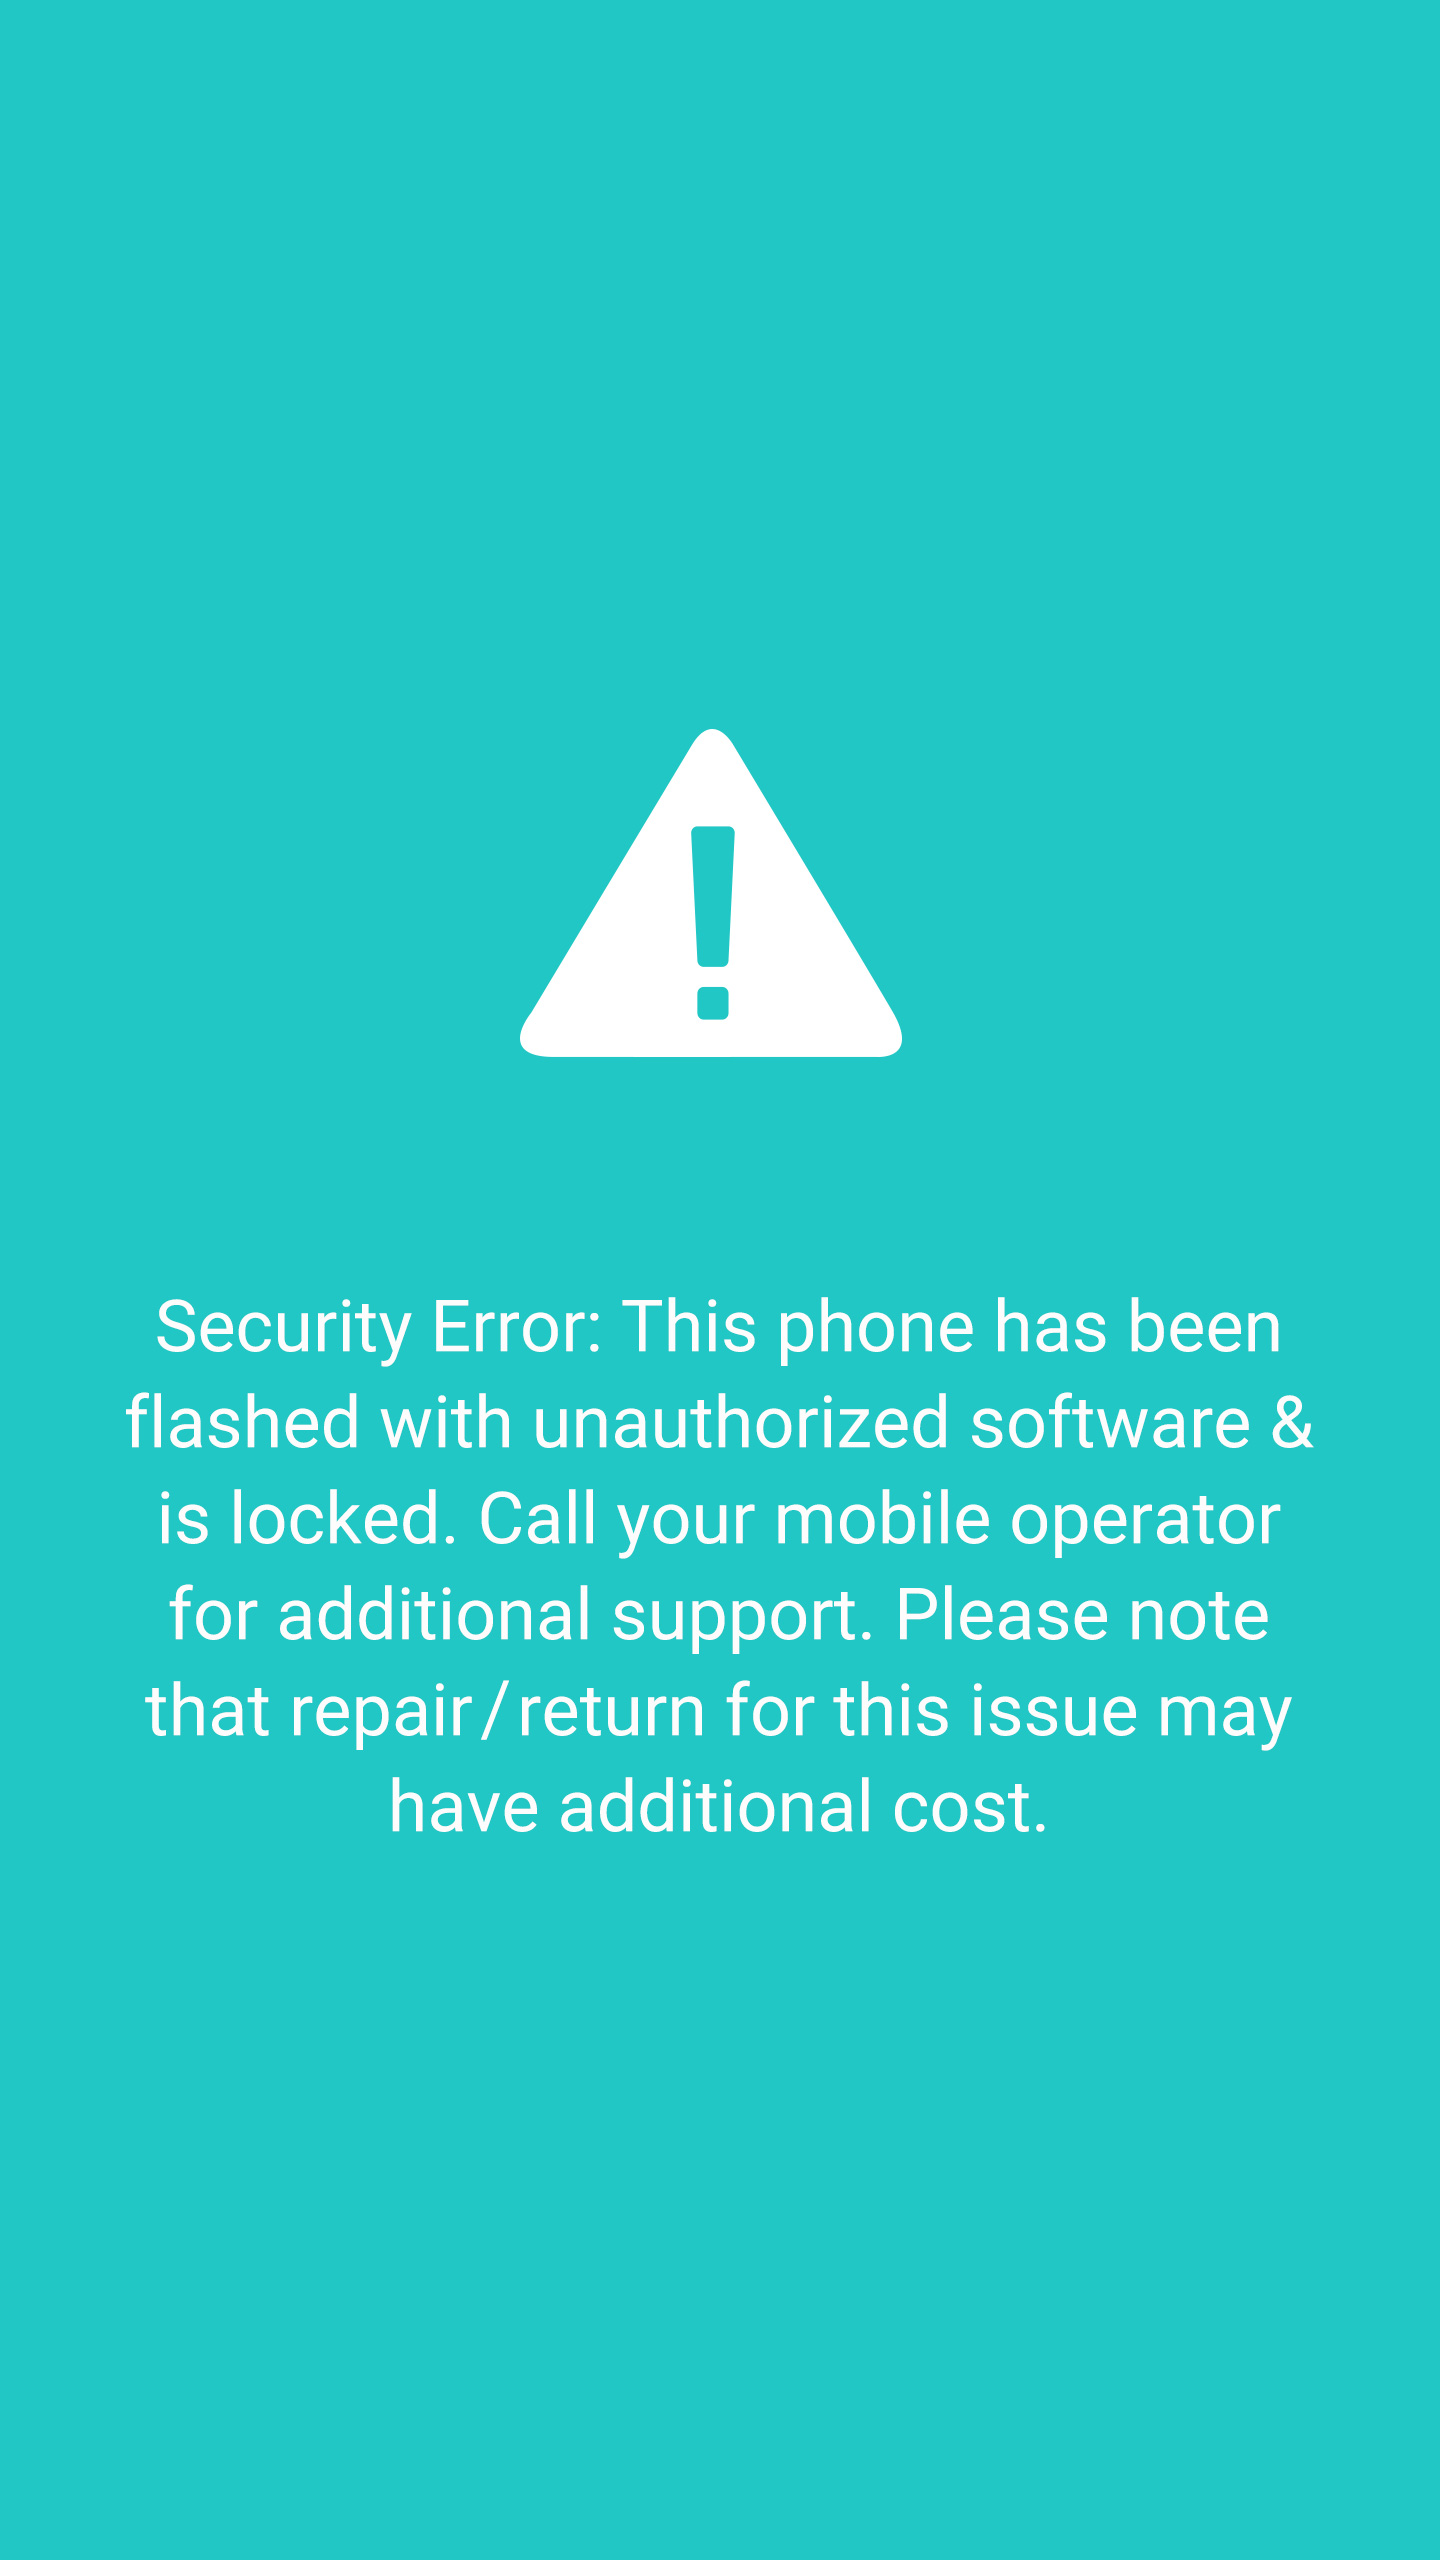 Security Error: This phone has been
flashed with unauthorized software &
is locked. Call your mobile operator
for additional support. Please note
that repair/return for this issue may
have additional cost.